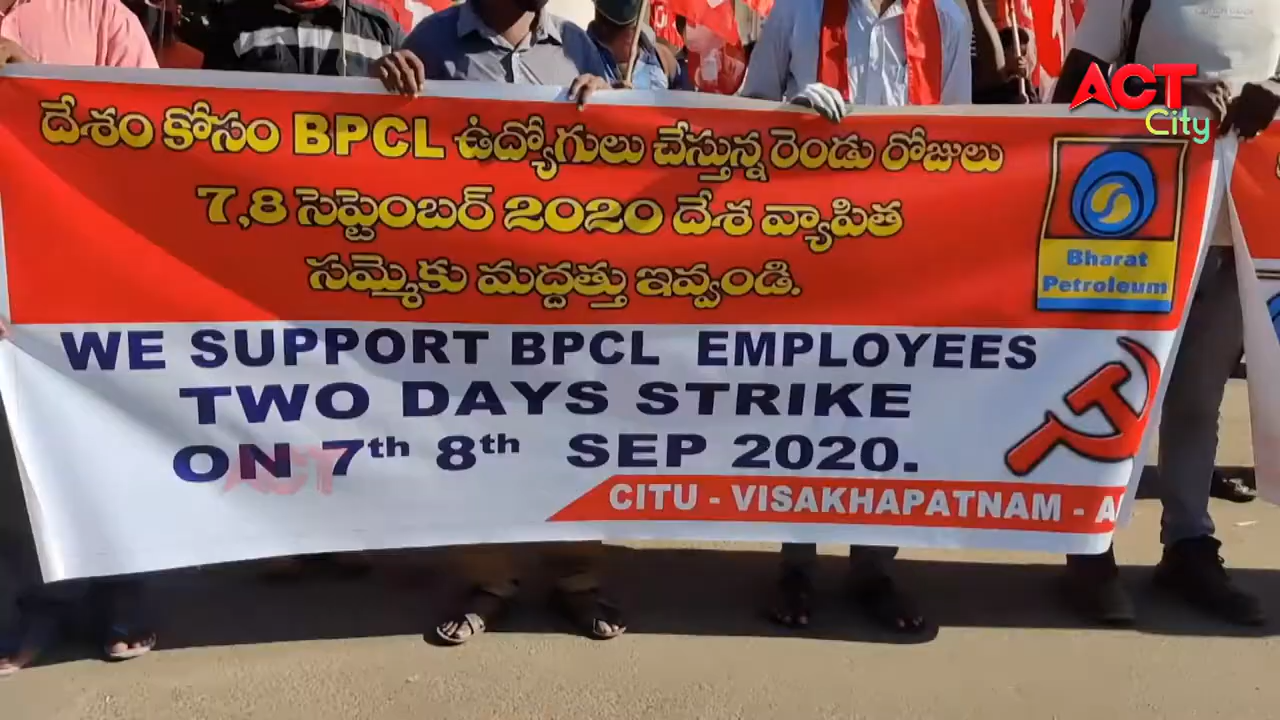 ACT
City
దేశం కోసం BPCL ఉద్యోగులు చేస్తున్న రెండు రోజులు
7,8 సెప్టెంబర్ 2020 దేశ వ్యాపిత
సమ్మెకు మద్దత్తు ఇవ్వండి.
Bharat
Petroleum
WE SUPPORT BPCL EMPLOYEES
TWO DAYS STRIKE
ON 7th 8th SEP 2020.
ACT
CITU - VISAKHAPATNAM -